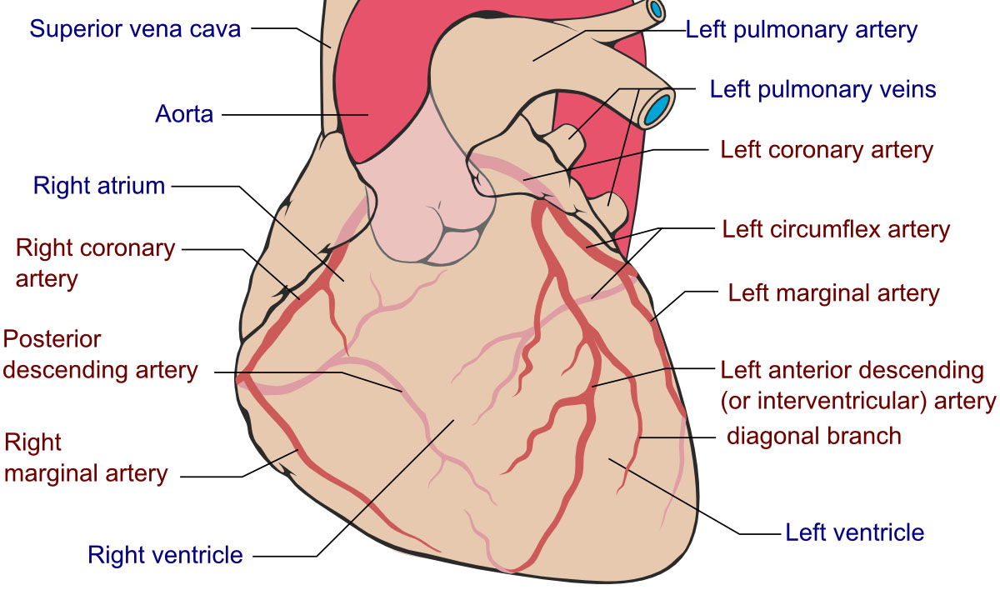 Superior vena cava
Left pulmonary artery
Left pulmonary veins
Aorta
Left coronary artery
Right atrium
Left circumflex artery
Right coronary
artery
Left marginal artery
Posterior
descending artery
Left anterior descending
(or interventricular) artery
diagonal branch
Right
marginal artery
Left ventricle
Right ventricle